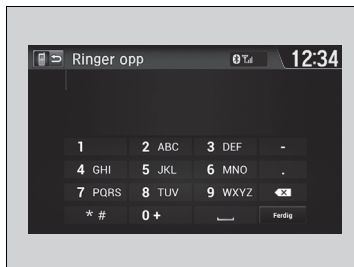 Ringer opp 12:34
1 2 ABC 3 DEF -
4 GHI 5 JKL 6 MNO .
7 PQRS 8 TUV 9 WXYZ
* # 0 + Ferdig